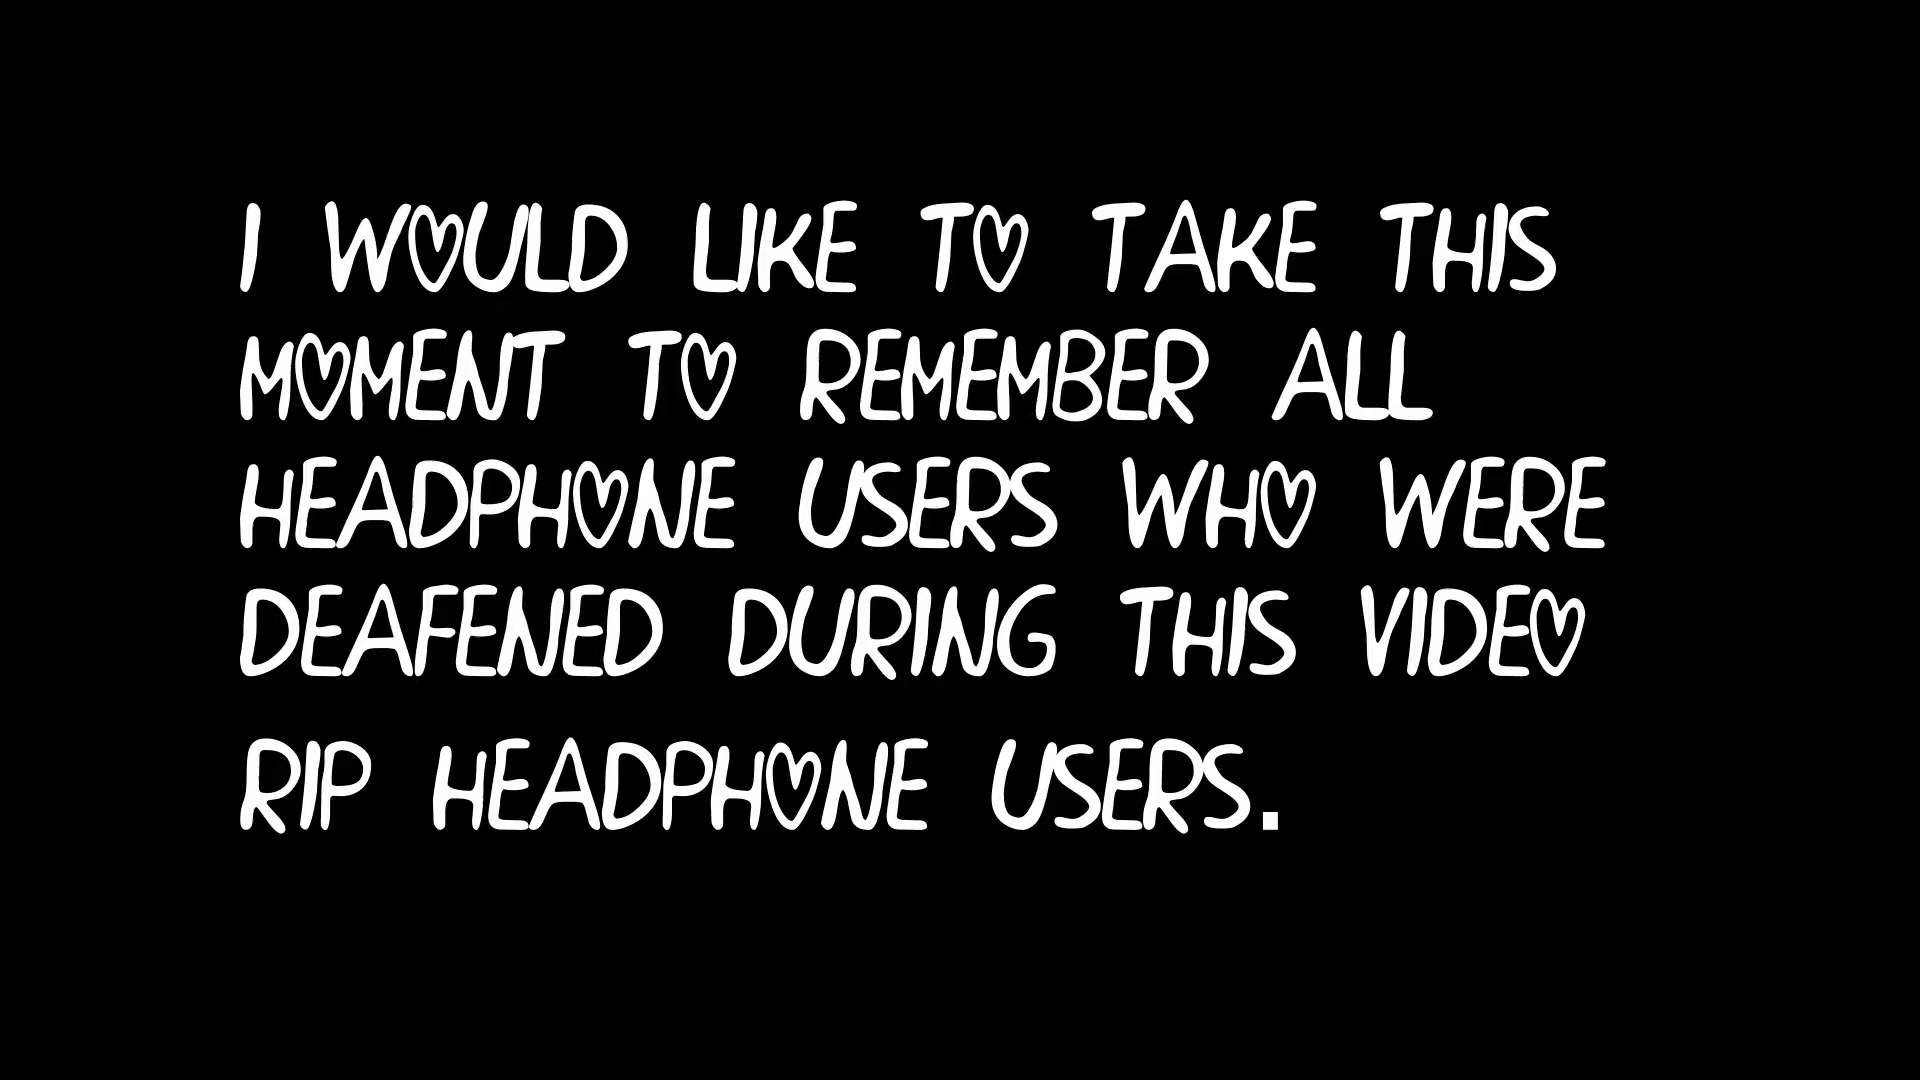 I WOULD LIKE TO TAKE THIS
MOMENT TO REMEMBER ALL
HEADPHONE USERS WHO WERE
DEAFENED DURING THIS VIDEO
RIP HEADPHONE USERS.